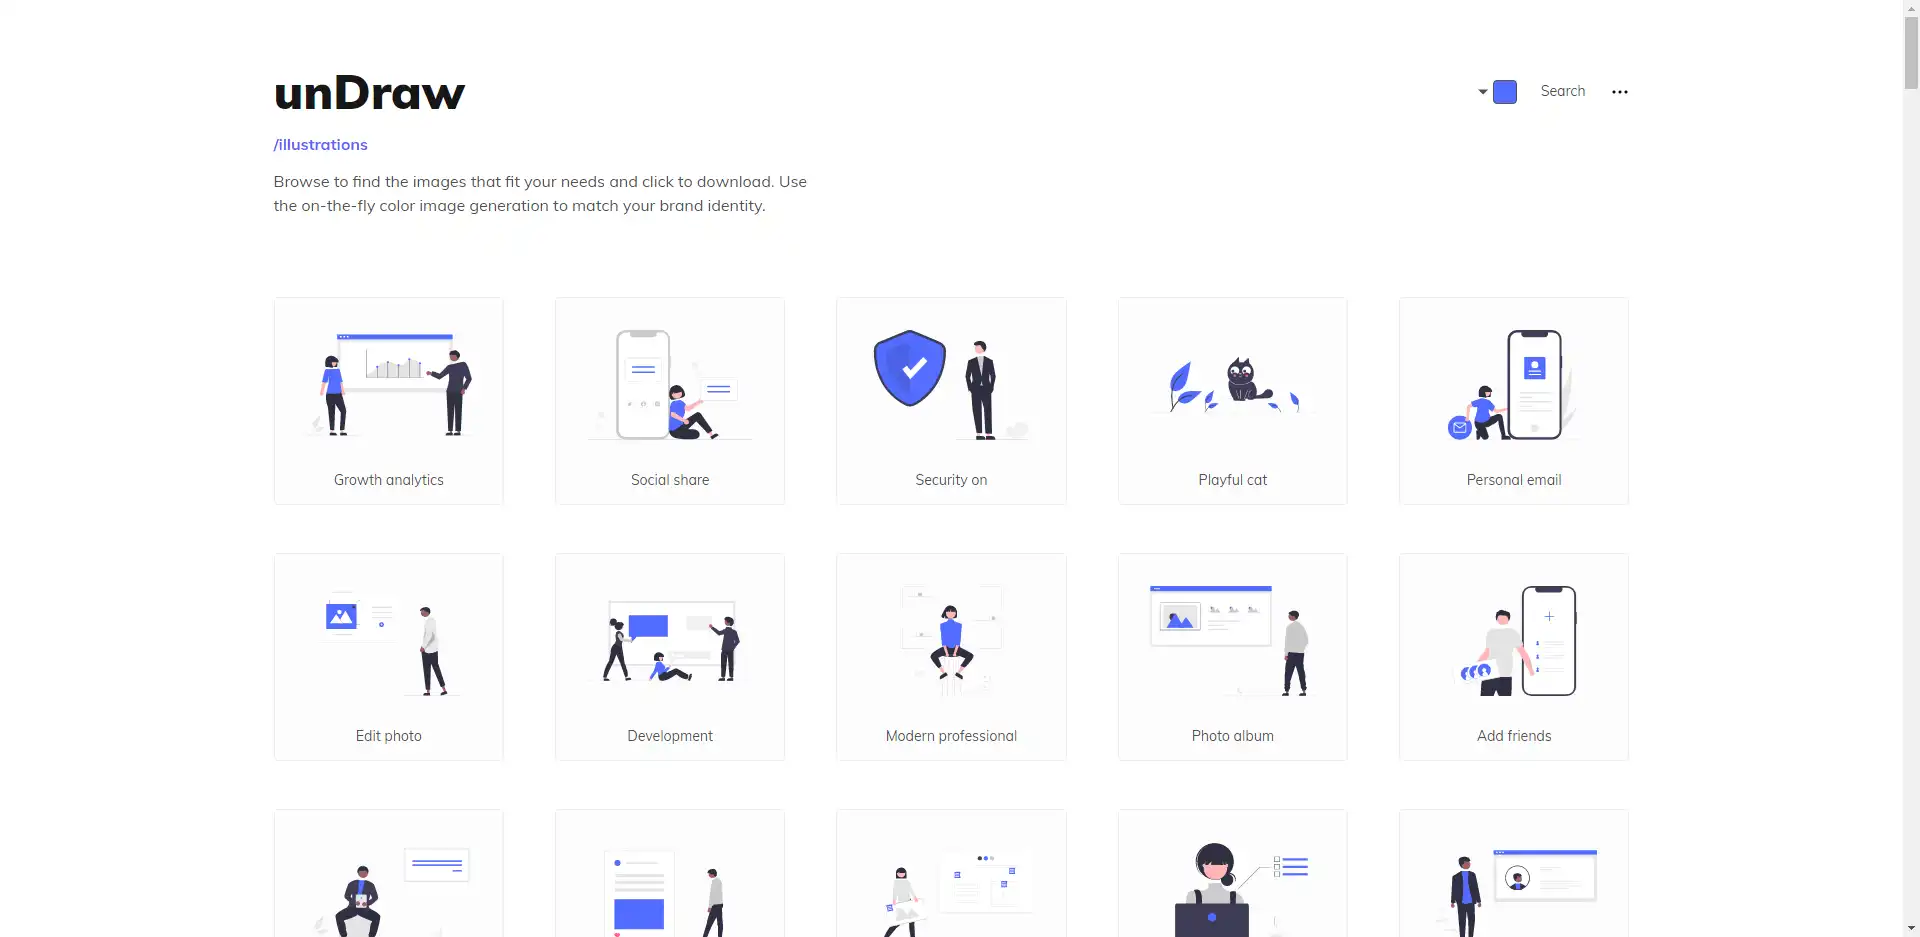 unDraw
Search
/illustrations
Browse to find the images that fit your needs and click to download. Use
the on-the-fly color image generation to match your brand identity.
Growth analytics
Social share
Security on
Playful cat
Personal email
Edit photo
Development
Modern professional
Photo album
Add friends